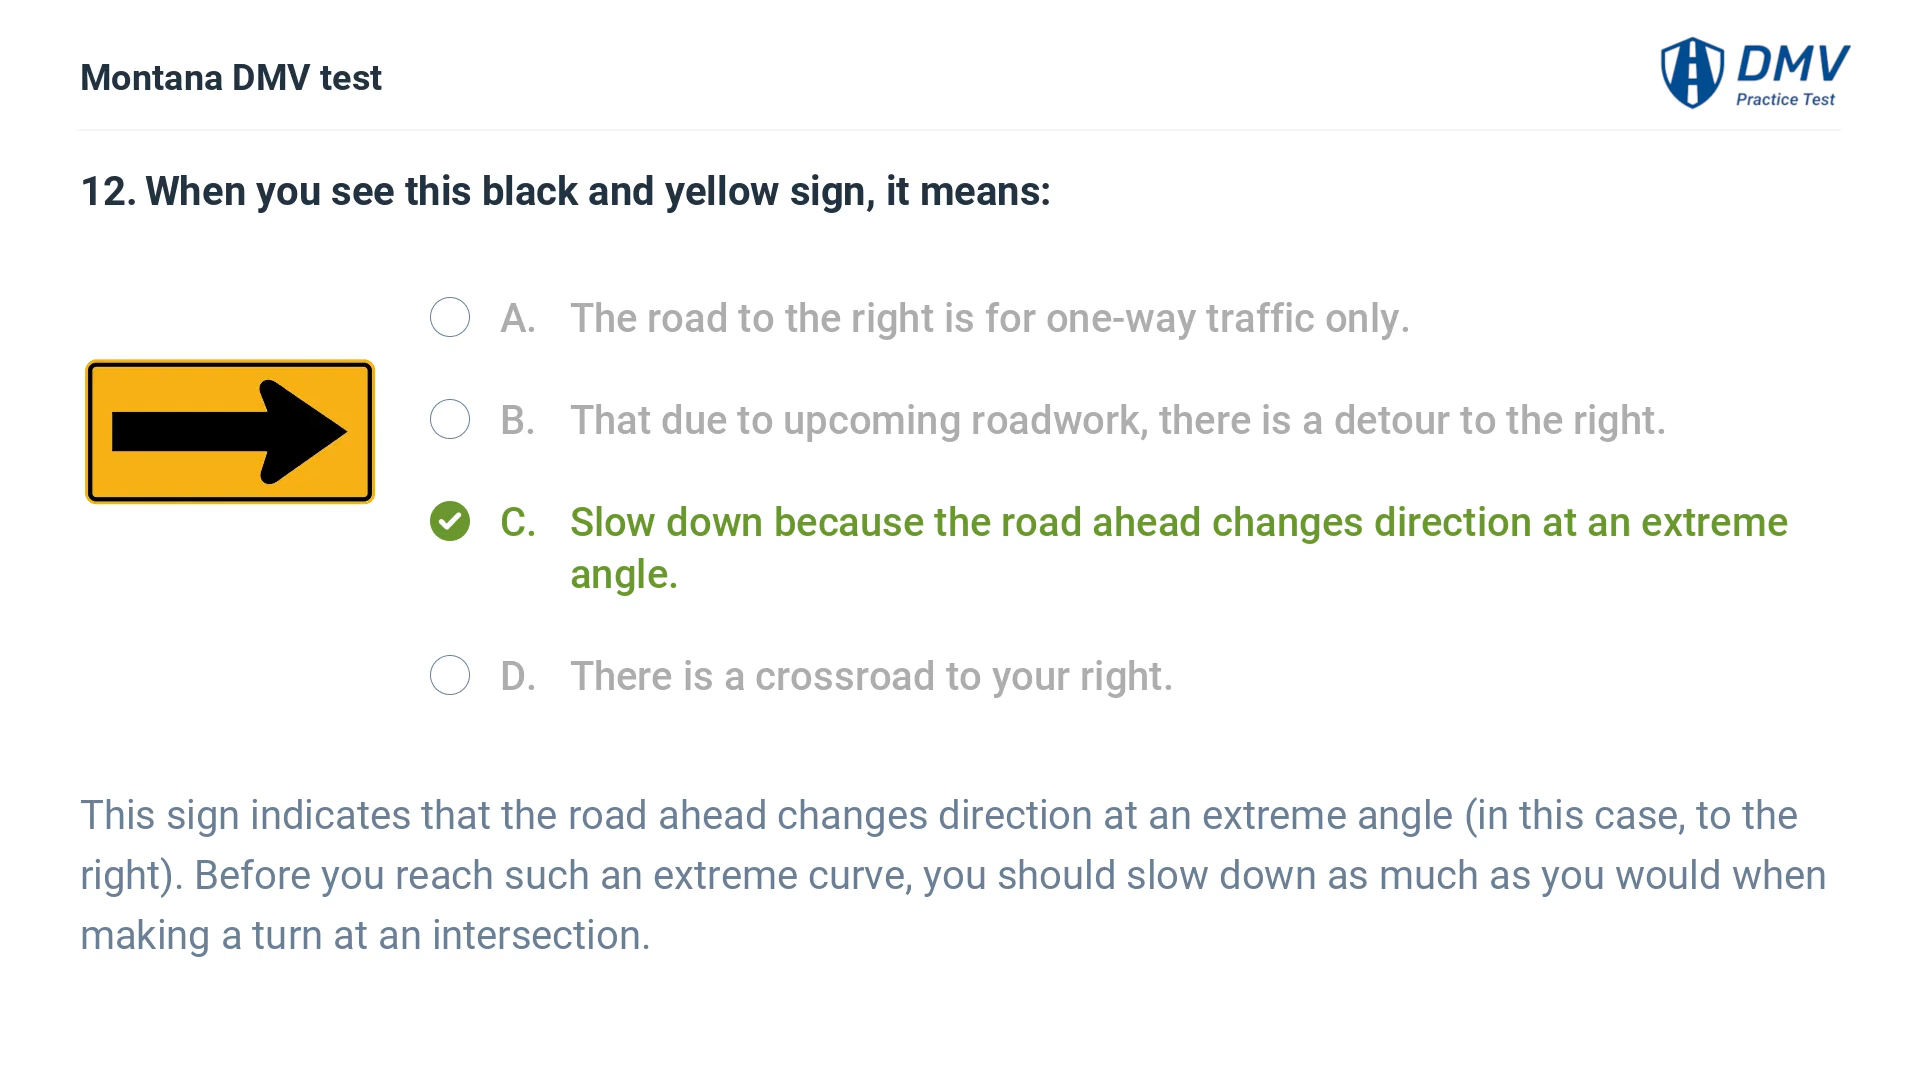 Montana DMV test
DMV
Practice Test
12. When you see this black and yellow sign, it means:
A. The road to the right is for one-way traffic only.
B. That due to upcoming roadwork, there is a detour to the right.
C. Slow down because the road ahead changes direction at an extreme
angle.
D. There is a crossroad to your right.
This sign indicates that the road ahead changes direction at an extreme angle (in this case, to the
right). Before you reach such an extreme curve, you should slow down as much as you would when
making a turn at an intersection.